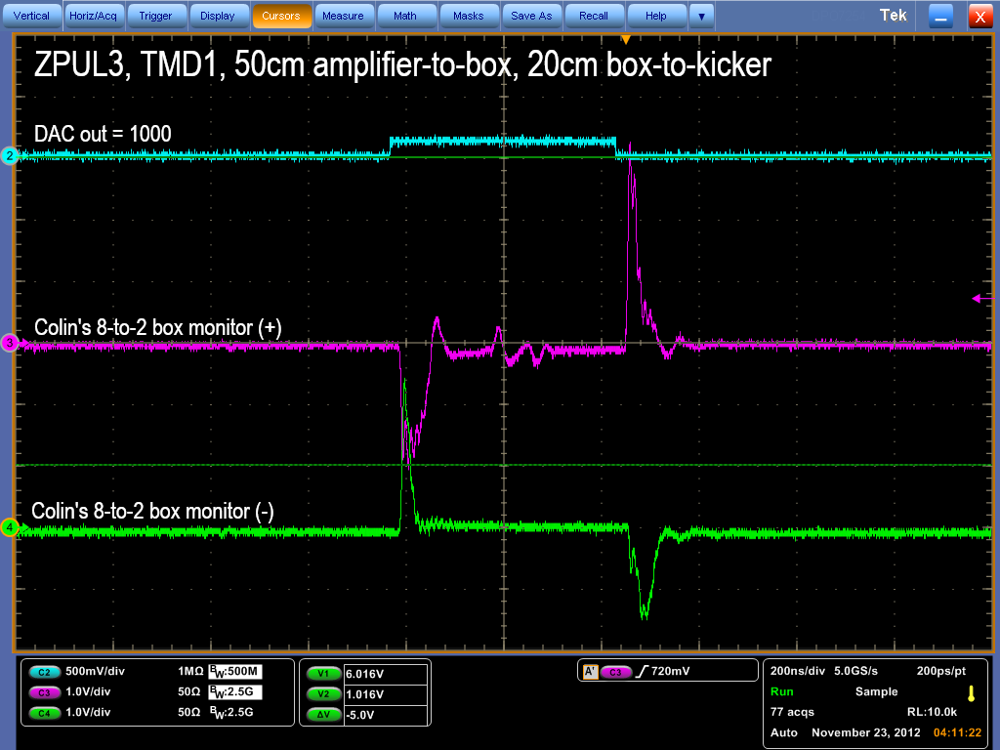 Vertical Horiz/Acq Trigger Display Cursors Measure Math Masks Save As Recall Help ▼ Tek X
ZPUL3, TMD1, 50cm amplifier-to-box, 20cm box-to-kicker
DAC out = 1000
2
Colin's 8-to-2 box monitor (+)
3
Colin's 8-to-2 box monitor (-)
4
C2 500mV/div 1MΩ BW:500M
C3 1.0V/div 50Ω BW:2.5G
C4 1.0V/div 50Ω BW:2.5G
V1 6.016V
V2 1.016V
ΔV -5.0V
A' C3 720mV
200ns/div 5.0GS/s 200ps/pt
Run Sample
77 acqs RL:10.0k
Auto November 23, 2012 04:11:22